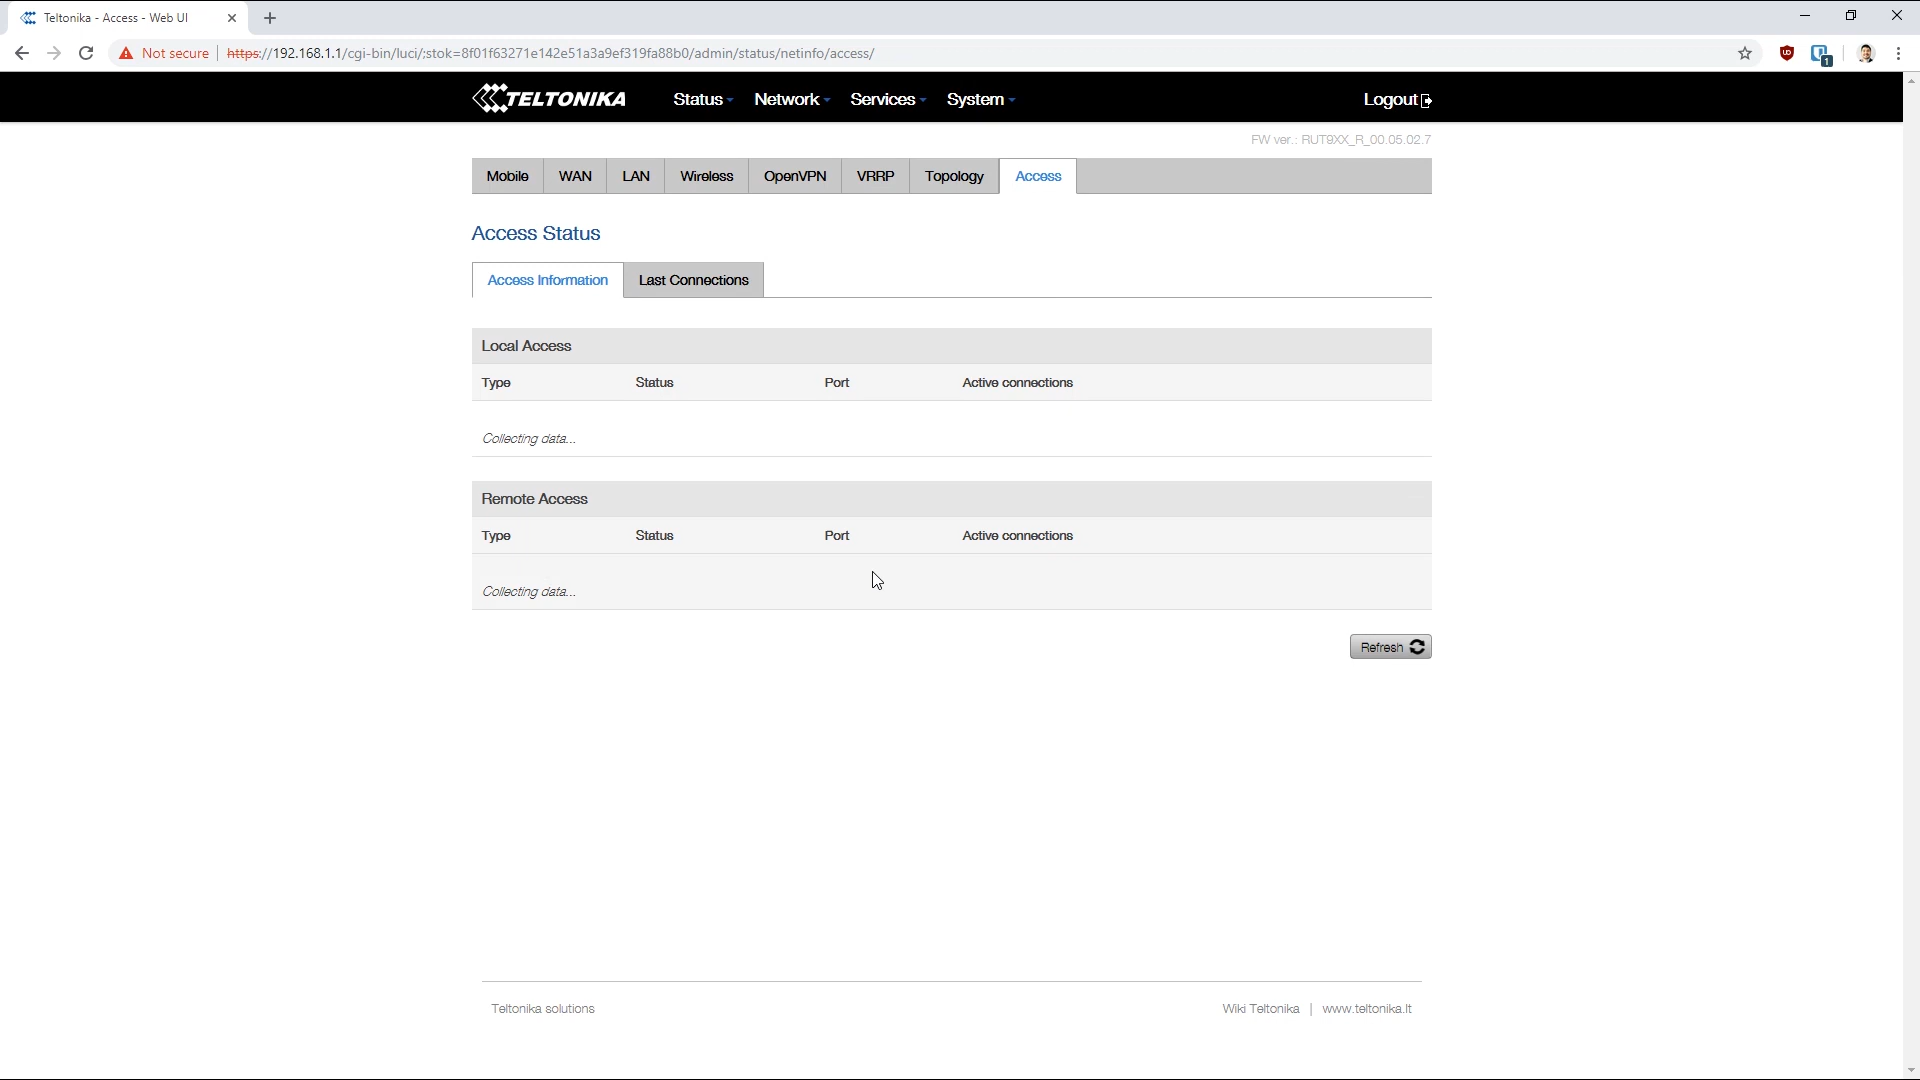 Teltonika - Access - Web UI
Not secure
https://192.168.1.1/cgi-bin/luci/;stok=8f01f63271e142e51a3a9ef319fa88b0/admin/status/netinfo/access/
1
TELTONIKA
Status
Network
Services
System
Logout
FW ver.: RUT9XX_R_00.05.02.7
Mobile
WAN
LAN
Wireless
OpenVPN
VRRP
Topology
Access
Access Status
Access Information
Last Connections
Local Access
Type Status Port Active connections
Collecting data...
Remote Access
Type Status Port Active connections
Collecting data...
Refresh
Teltonika solutions
Wiki Teltonika | www.teltonika.lt